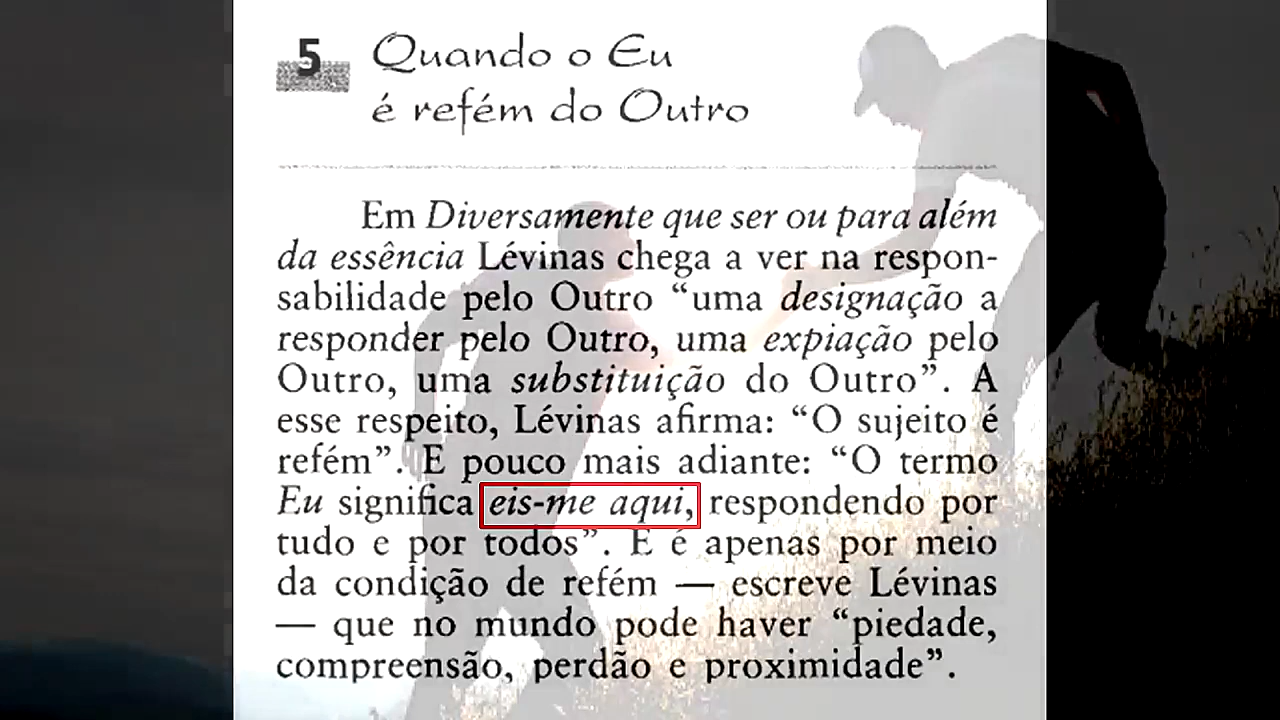 5 Quando o Eu
é refém do Outro
Em Diversamente que ser ou para além
da essência Lévinas chega a ver na respon-
sabilidade pelo Outro “uma designação a
responder pelo Outro, uma expiação pelo
Outro, uma substituição do Outro”. A
esse respeito, Lévinas afirma: “O sujeito é
refém”. E pouco mais adiante: “O termo
Eu significa eis-me aqui, respondendo por
tudo e por todos”. E é apenas por meio
da condição de refém — escreve Lévinas
— que no mundo pode haver “piedade,
compreensão, perdão e proximidade”.